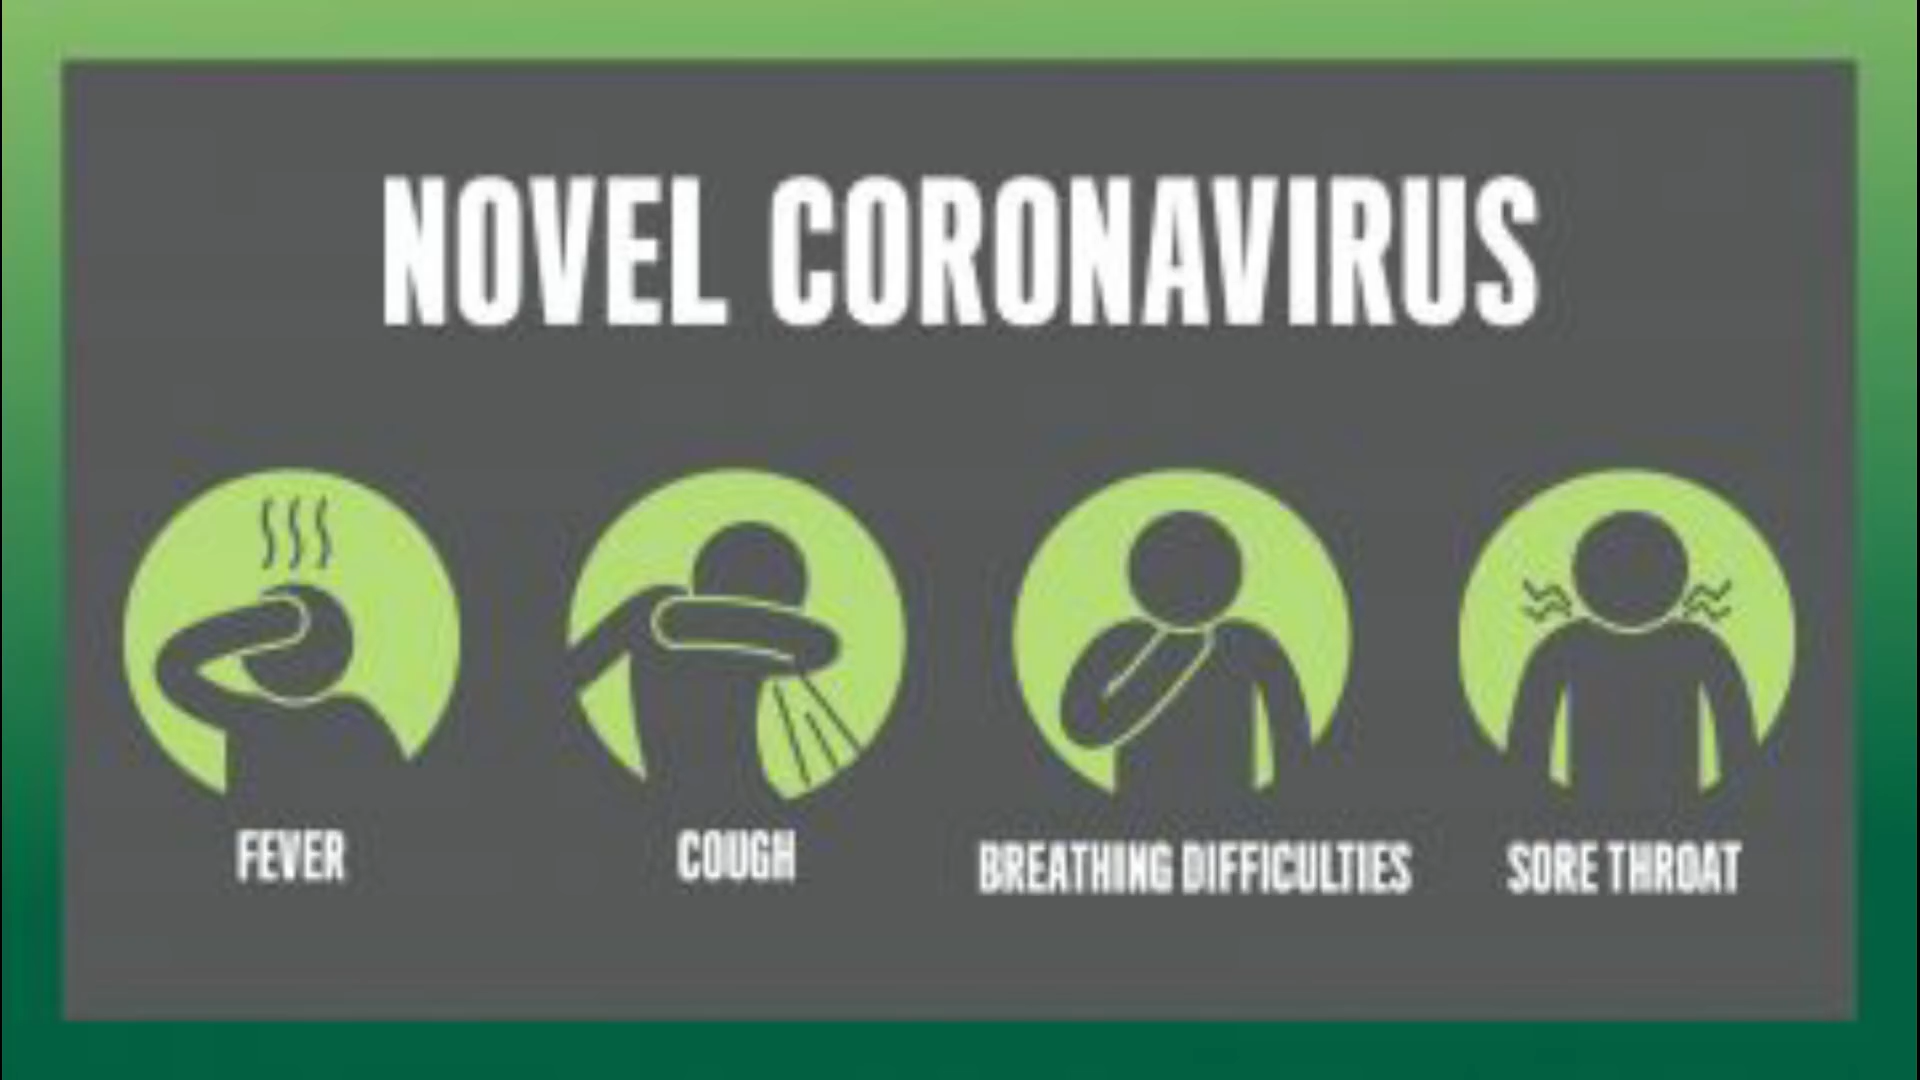 NOVEL CORONAVIRUS
FEVER
COUGH
BREATHING DIFFICULTIES
SORE THROAT